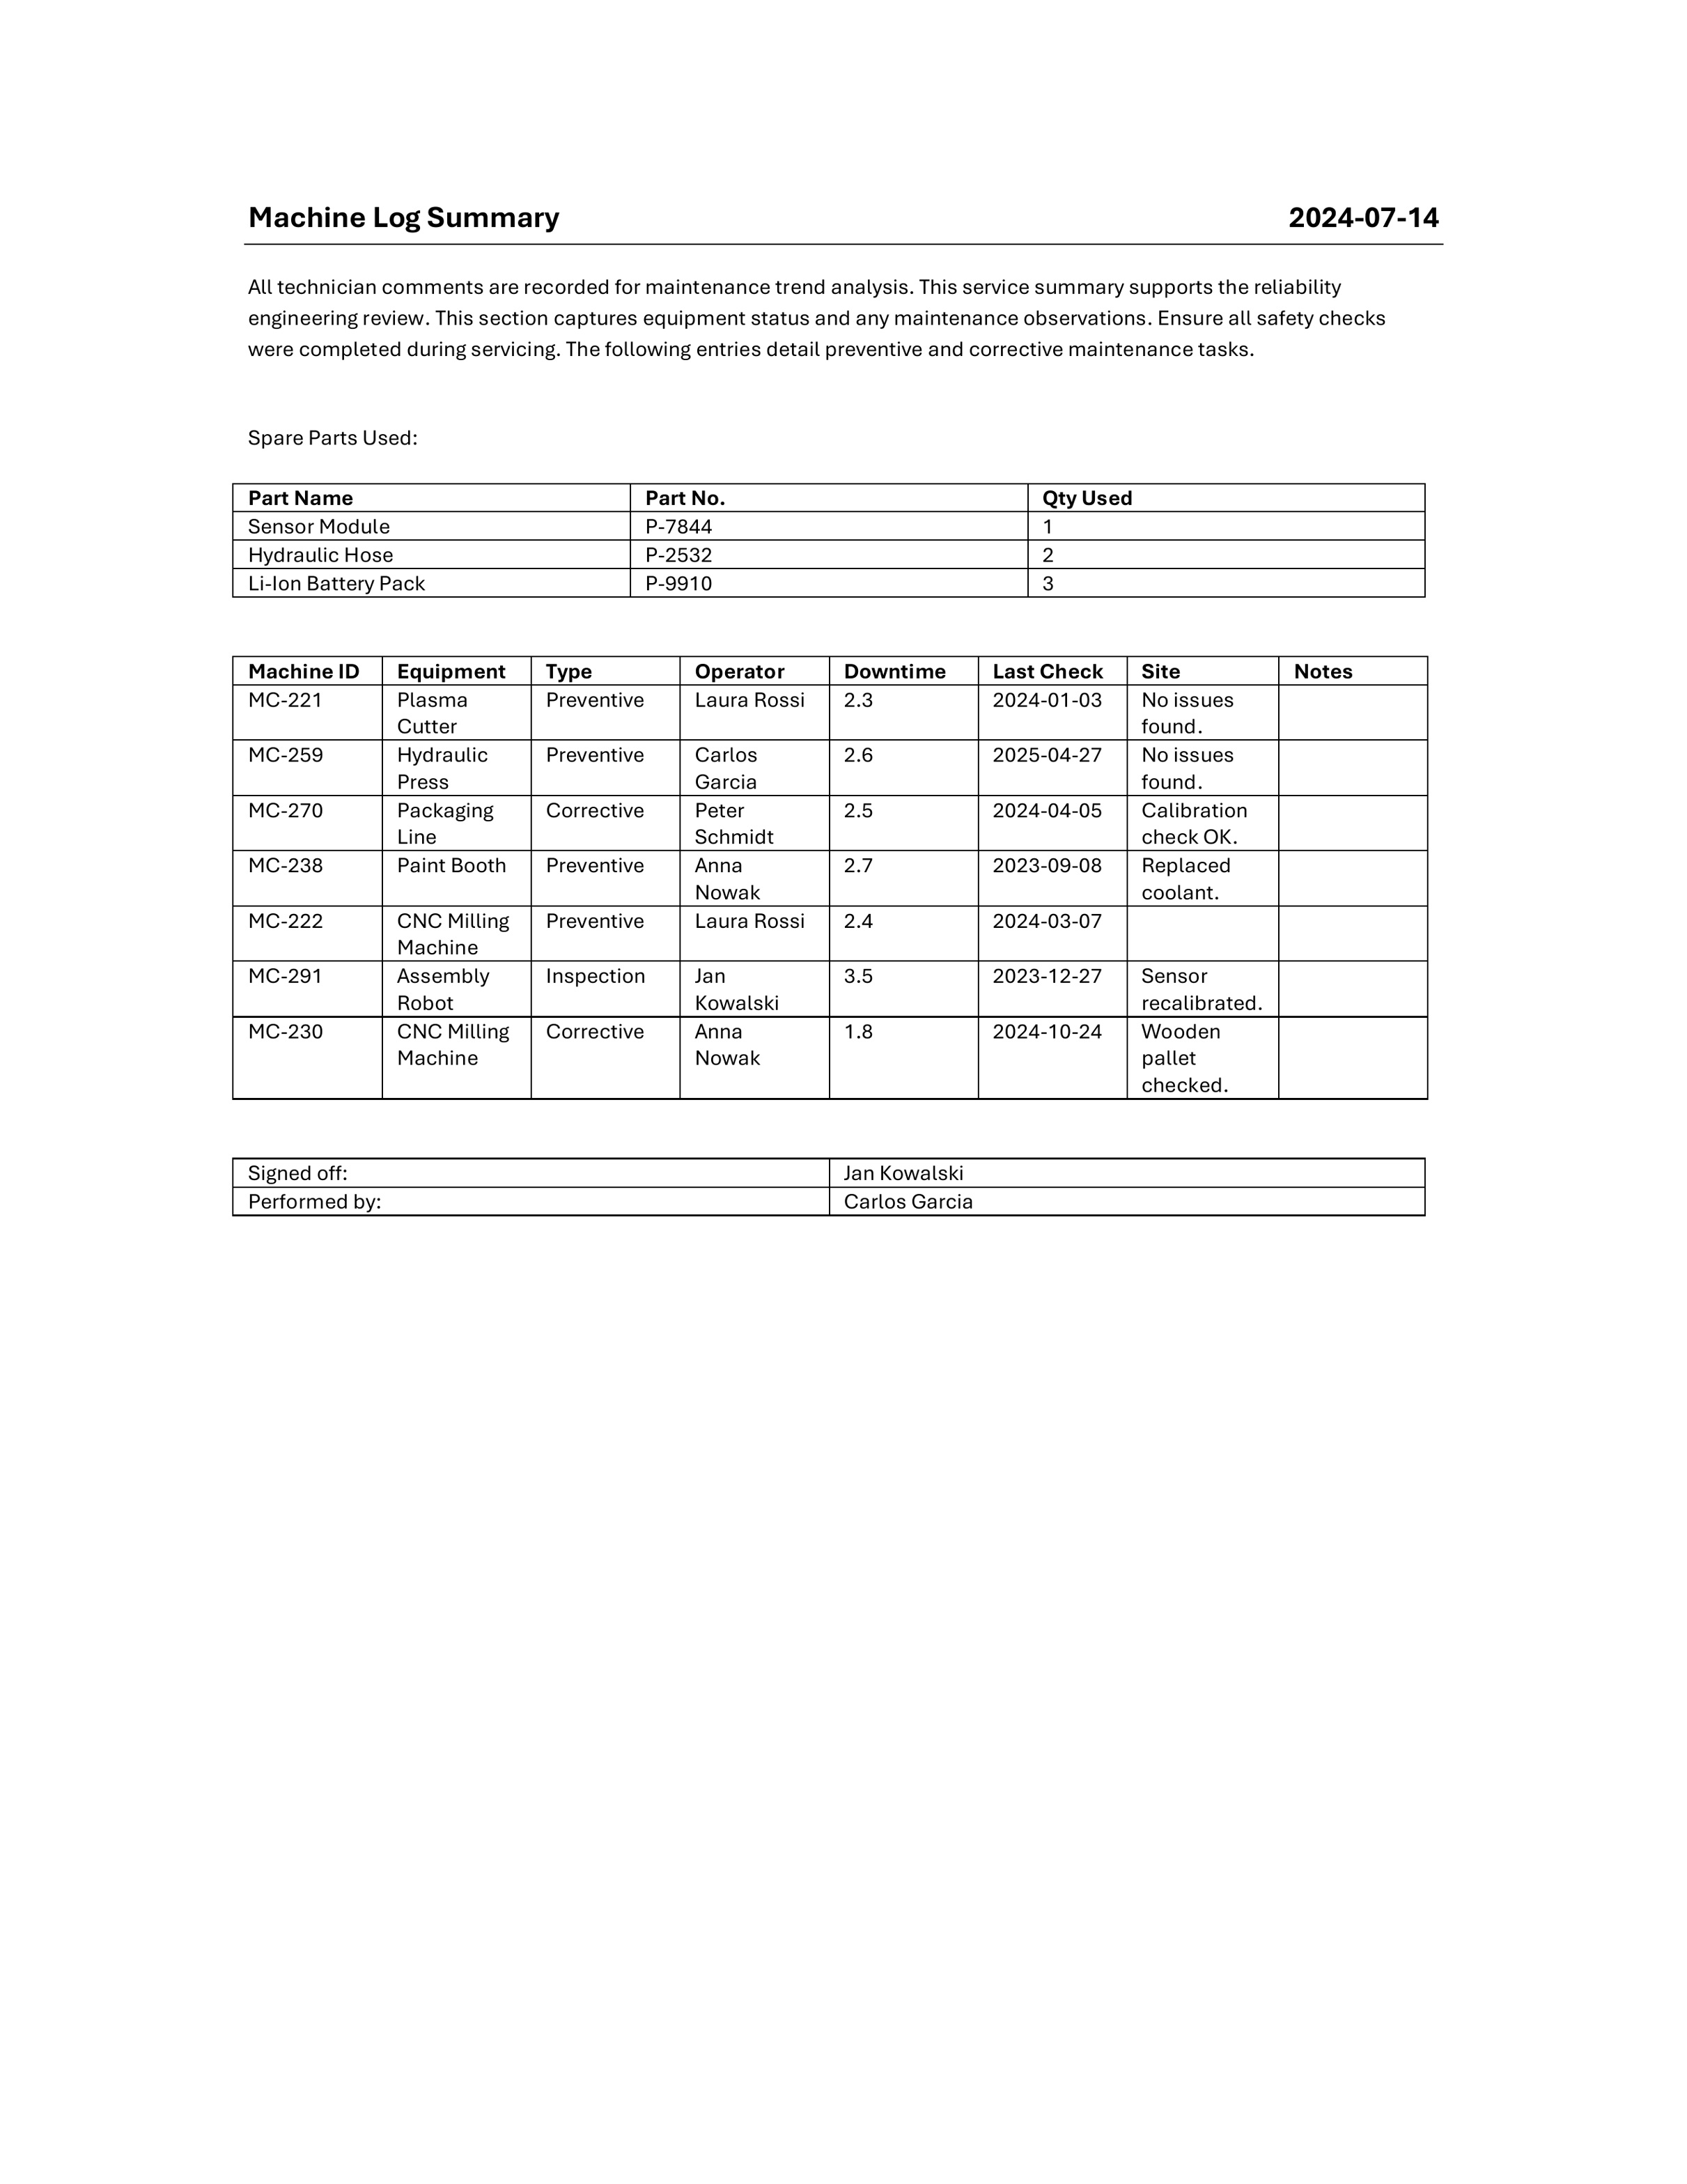 Machine Log Summary 2024-07-14
All technician comments are recorded for maintenance trend analysis. This service summary supports the reliability
engineering review. This section captures equipment status and any maintenance observations. Ensure all safety checks
were completed during servicing. The following entries detail preventive and corrective maintenance tasks.
Spare Parts Used:
Part Name Part No. Qty Used
Sensor Module P-7844 1
Hydraulic Hose P-2532 2
Li-Ion Battery Pack P-9910 3
Machine ID Equipment Type Operator Downtime Last Check Site Notes
MC-221 Plasma Preventive Laura Rossi 2.3 2024-01-03 No issues
Cutter found.
MC-259 Hydraulic Preventive Carlos 2.6 2025-04-27 No issues
Press Garcia found.
MC-270 Packaging Corrective Peter 2.5 2024-04-05 Calibration
Line Schmidt check OK.
MC-238 Paint Booth Preventive Anna 2.7 2023-09-08 Replaced
Nowak coolant.
MC-222 CNC Milling Preventive Laura Rossi 2.4 2024-03-07
Machine
MC-291 Assembly Inspection Jan 3.5 2023-12-27 Sensor
Robot Kowalski recalibrated.
MC-230 CNC Milling Corrective Anna 1.8 2024-10-24 Wooden
Machine Nowak pallet
checked.
Signed off: Jan Kowalski
Performed by: Carlos Garcia